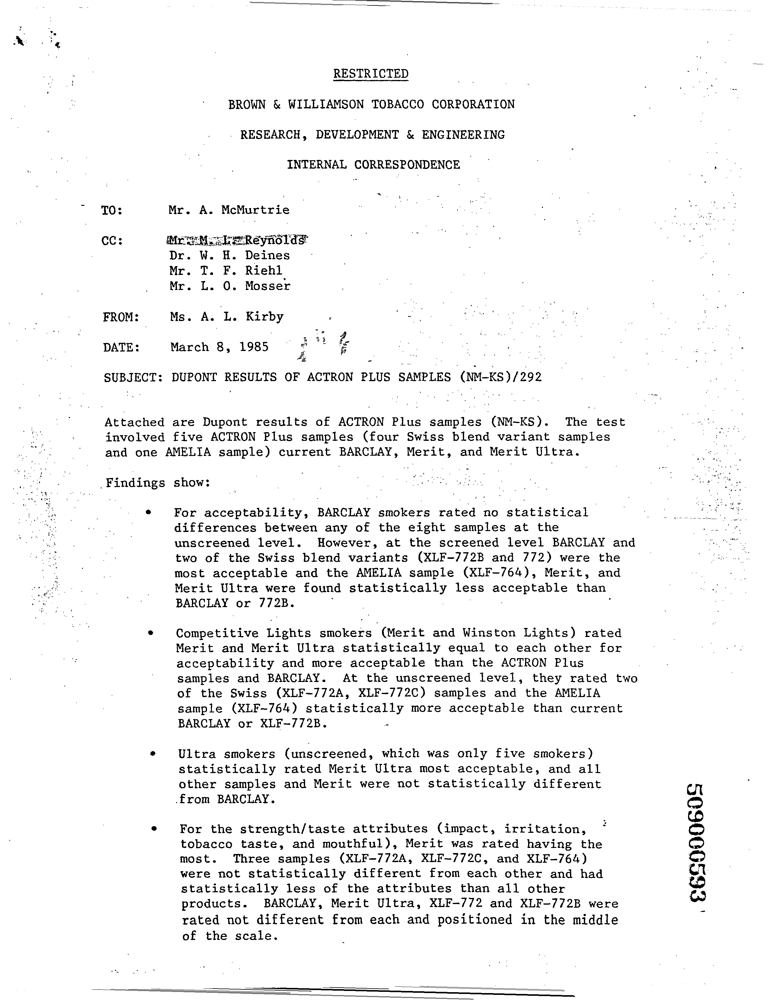 RESTRICTED
BROWN & WILLIAMSON TOBACCO CORPORATION
RESEARCH, DEVELOPMENT & ENGINEERING
INTERNAL CORRESPONDENCE
TO: Mr. A. McMurtrie
CC: Mr. M. L. Reynolds
Dr. W. H. Deines
Mr. T. F. Riehl
Mr. L. O. Mosser
FROM: Ms. A. L. Kirby
DATE: March 8, 1985
SUBJECT: DUPONT RESULTS OF ACTRON PLUS SAMPLES (NM-KS)/292
Attached are Dupont results of ACTRON Plus samples (NM-KS). The test
involved five ACTRON Plus samples (four Swiss blend variant samples
and one AMELIA sample) current BARCLAY, Merit, and Merit Ultra.
Findings show:
• For acceptability, BARCLAY smokers rated no statistical
differences between any of the eight samples at the
unscreened level. However, at the screened level BARCLAY and
two of the Swiss blend variants (XLF-772B and 772) were the
most acceptable and the AMELIA sample (XLF-764), Merit, and
Merit Ultra were found statistically less acceptable than
BARCLAY or 772B.
• Competitive Lights smokers (Merit and Winston Lights) rated
Merit and Merit Ultra statistically equal to each other for
acceptability and more acceptable than the ACTRON Plus
samples and BARCLAY. At the unscreened level, they rated two
of the Swiss (XLF-772A, XLF-772C) samples and the AMELIA
sample (XLF-764) statistically more acceptable than current
BARCLAY or XLF-772B.
• Ultra smokers (unscreened, which was only five smokers)
statistically rated Merit Ultra most acceptable, and all
other samples and Merit were not statistically different
from BARCLAY.
• For the strength/taste attributes (impact, irritation,
tobacco taste, and mouthful), Merit was rated having the
most. Three samples (XLF-772A, XLF-772C, and XLF-764)
were not statistically different from each other and had
statistically less of the attributes than all other
products. BARCLAY, Merit Ultra, XLF-772 and XLF-772B were
rated not different from each and positioned in the middle
of the scale.
509000593